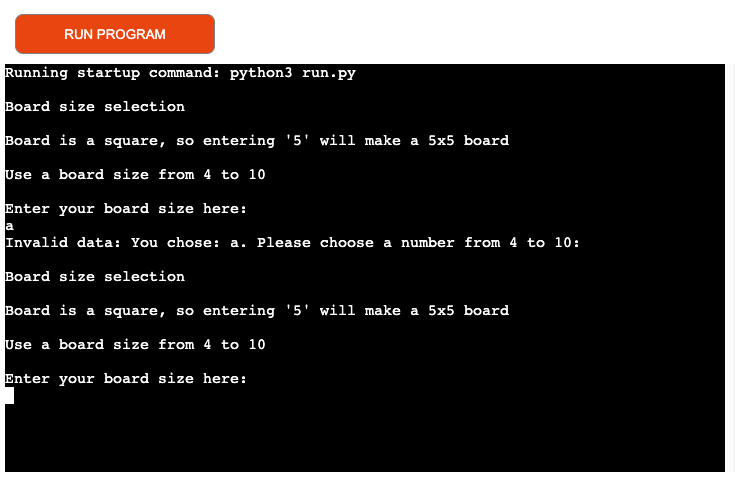 RUN PROGRAM
Running startup command: python3 run.py
Board size selection
Board is a square, so entering '5' will make a 5x5 board
Use a board size from 4 to 10
Enter your board size here:
a
Invalid data: You chose: a. Please choose a number from 4 to 10:
Board size selection
Board is a square, so entering '5' will make a 5x5 board
Use a board size from 4 to 10
Enter your board size here: